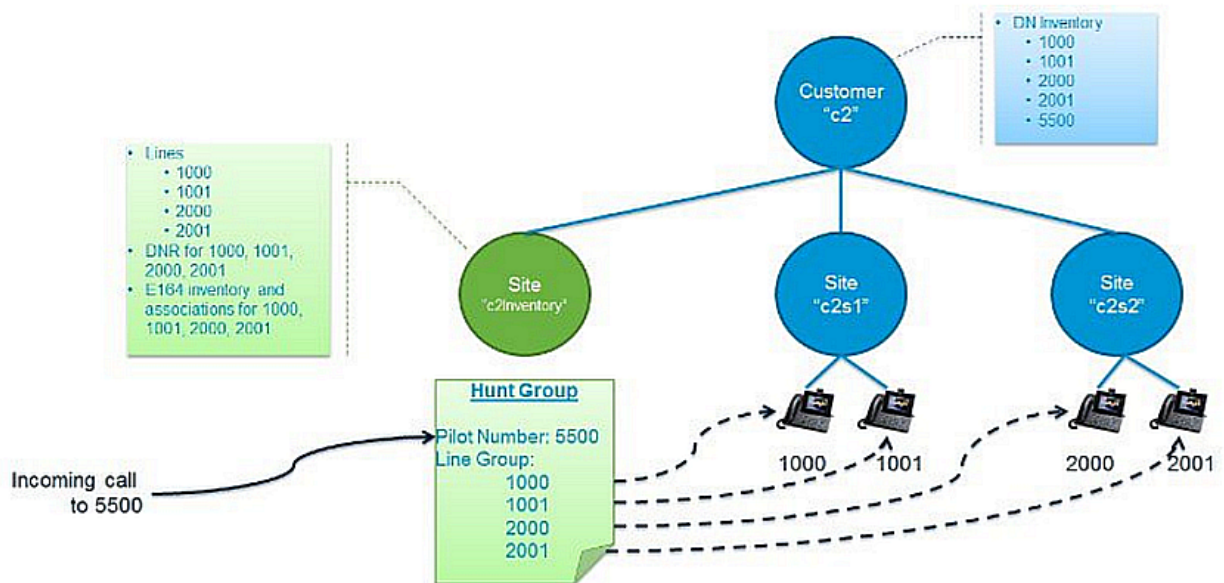 • DN Inventory
• 1000
• 1001
• 2000
• 2001
• 5500
Customer
"c2"
• Lines
• 1000
• 1001
• 2000
• 2001
• DNR for 1000, 1001,
2000, 2001
• E164 inventory and
associations for 1000,
1001, 2000, 2001
Site
"c2Inventory"
Site
"c2s1"
Site
"c2s2"
Hunt Group
Pilot Number: 5500
Line Group:
1000
1001
2000
2001
Incoming call
to 5500
1000
1001
2000
2001